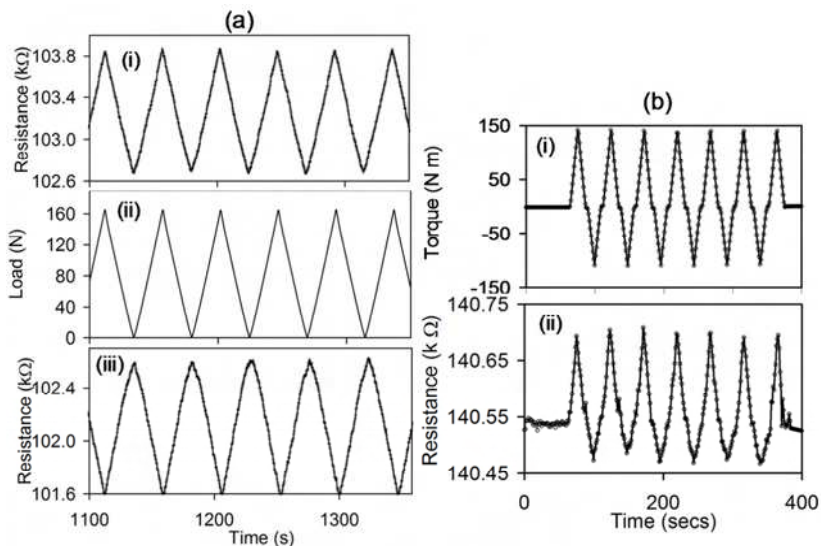 (a)
Resistance (kΩ)
103.8
103.4
103.0
102.6
(i)
Load (N)
160
120
80
40
0
(ii)
Resistance (kΩ)
102.4
102.0
101.6
(iii)
1100
1200
1300
Time (s)
(b)
Torque (N m)
150
50
-50
-150
(i)
Resistance (k Ω)
140.75
140.65
140.55
140.45
(ii)
0
200
400
Time (secs)